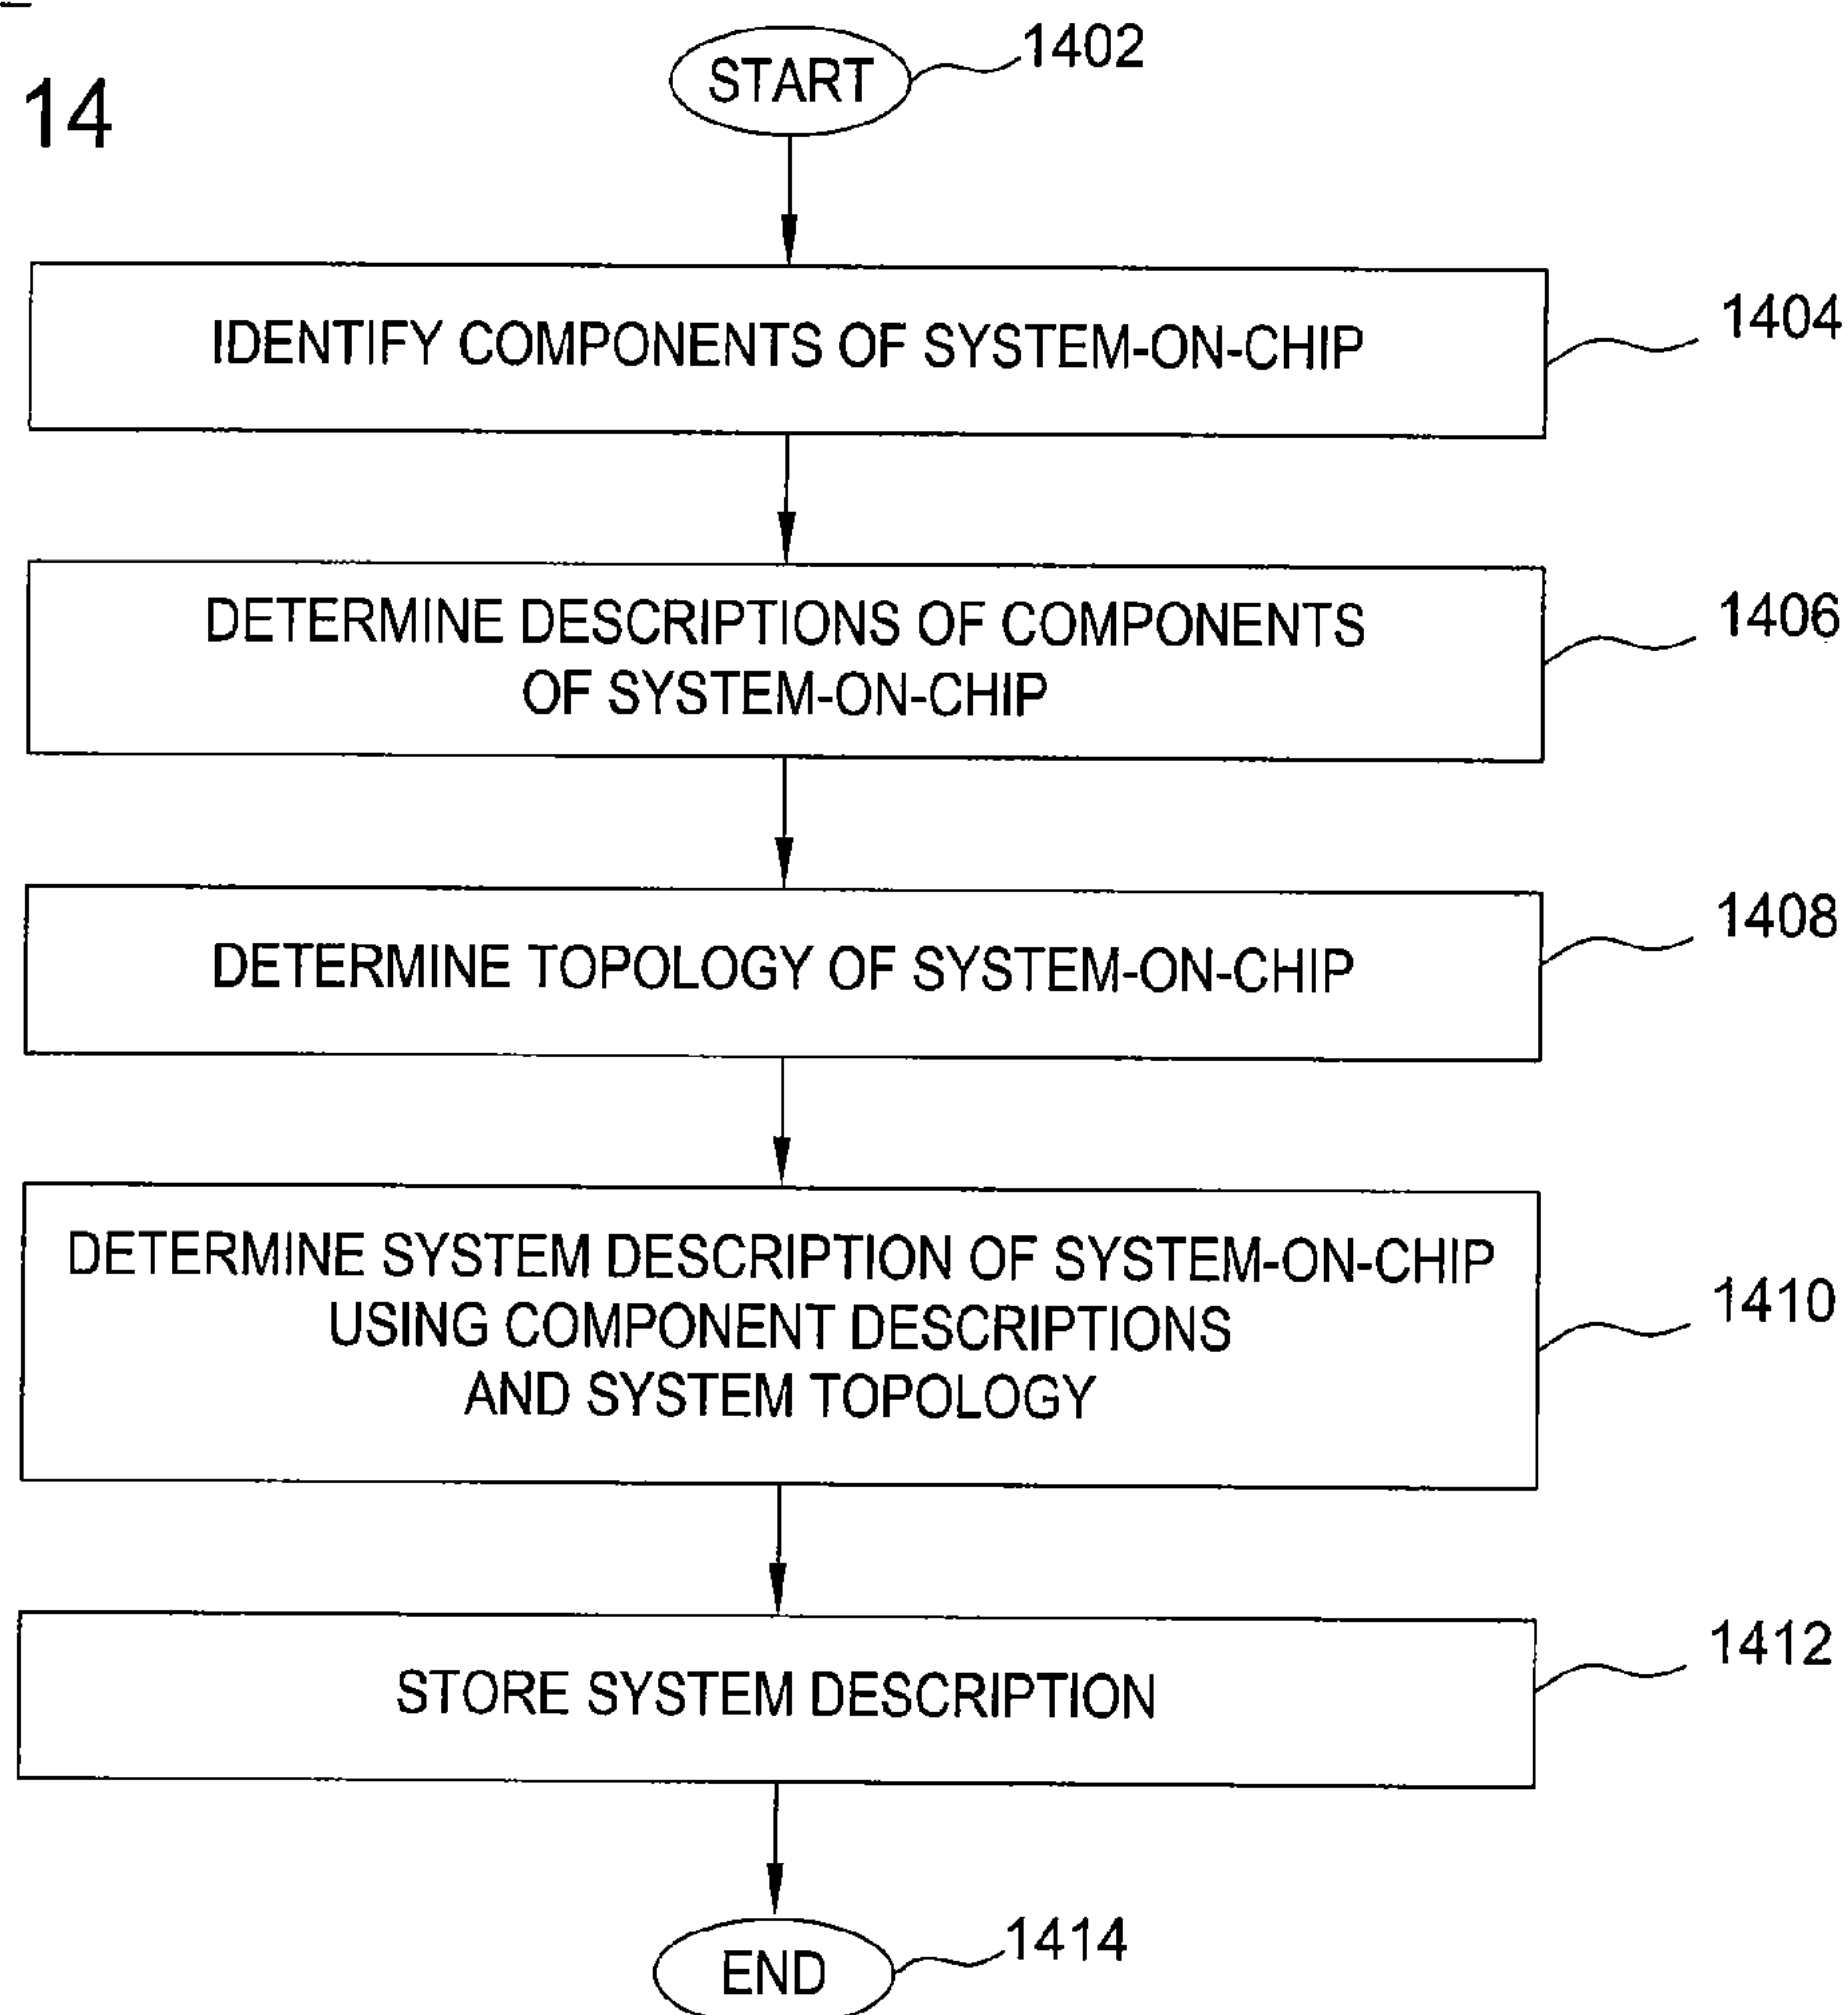 14
START
1402
IDENTIFY COMPONENTS OF SYSTEM-ON-CHIP
1404
DETERMINE DESCRIPTIONS OF COMPONENTS
OF SYSTEM-ON-CHIP
1406
DETERMINE TOPOLOGY OF SYSTEM-ON-CHIP
1408
DETERMINE SYSTEM DESCRIPTION OF SYSTEM-ON-CHIP
USING COMPONENT DESCRIPTIONS
AND SYSTEM TOPOLOGY
1410
STORE SYSTEM DESCRIPTION
1412
END
1414